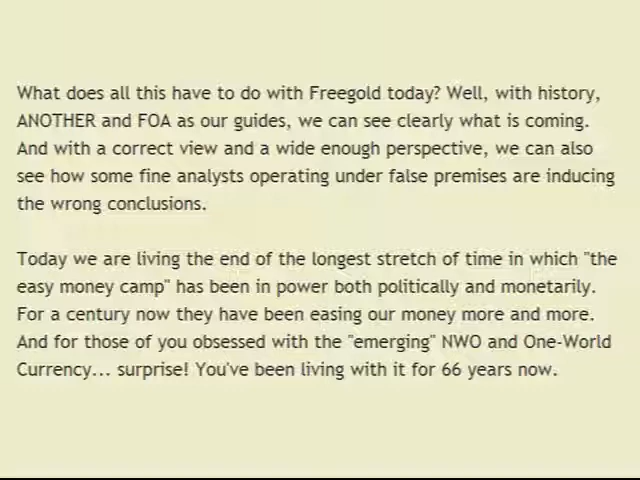 What does all this have to do with Freegold today? Well, with history,
ANOTHER and FOA as our guides, we can see clearly what is coming.
And with a correct view and a wide enough perspective, we can also
see how some fine analysts operating under false premises are inducing
the wrong conclusions.
Today we are living the end of the longest stretch of time in which "the
easy money camp" has been in power both politically and monetarily.
For a century now they have been easing our money more and more.
And for those of you obsessed with the "emerging" NWO and One-World
Currency... surprise! You've been living with it for 66 years now.